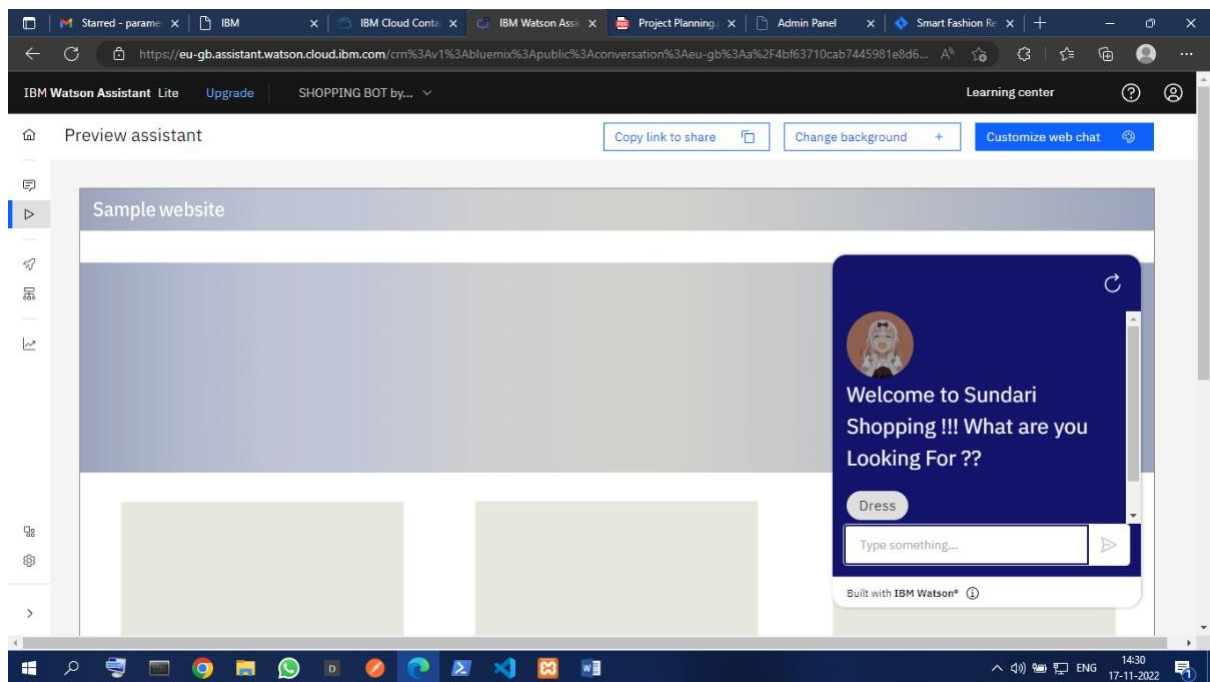 Starred - parame
IBM
IBM Cloud Conta
IBM Watson Assi
Project Planning.
Admin Panel
Smart Fashion Re
https://eu-gb.assistant.watson.cloud.ibm.com/crn%3Av1%3Abluemix%3Apublic%3Aconversation%3Aeu-gb%3Aa%2F4bf63710cab7445981e8d6...
IBM Watson Assistant Lite
Upgrade
SHOPPING BOT by...
Learning center
Preview assistant
Copy link to share
Change background +
Customize web chat
Sample website
Welcome to Sundari
Shopping !!! What are you
Looking For ??
Dress
Type something...
Built with IBM Watson®
ENG
14:30
17-11-2022